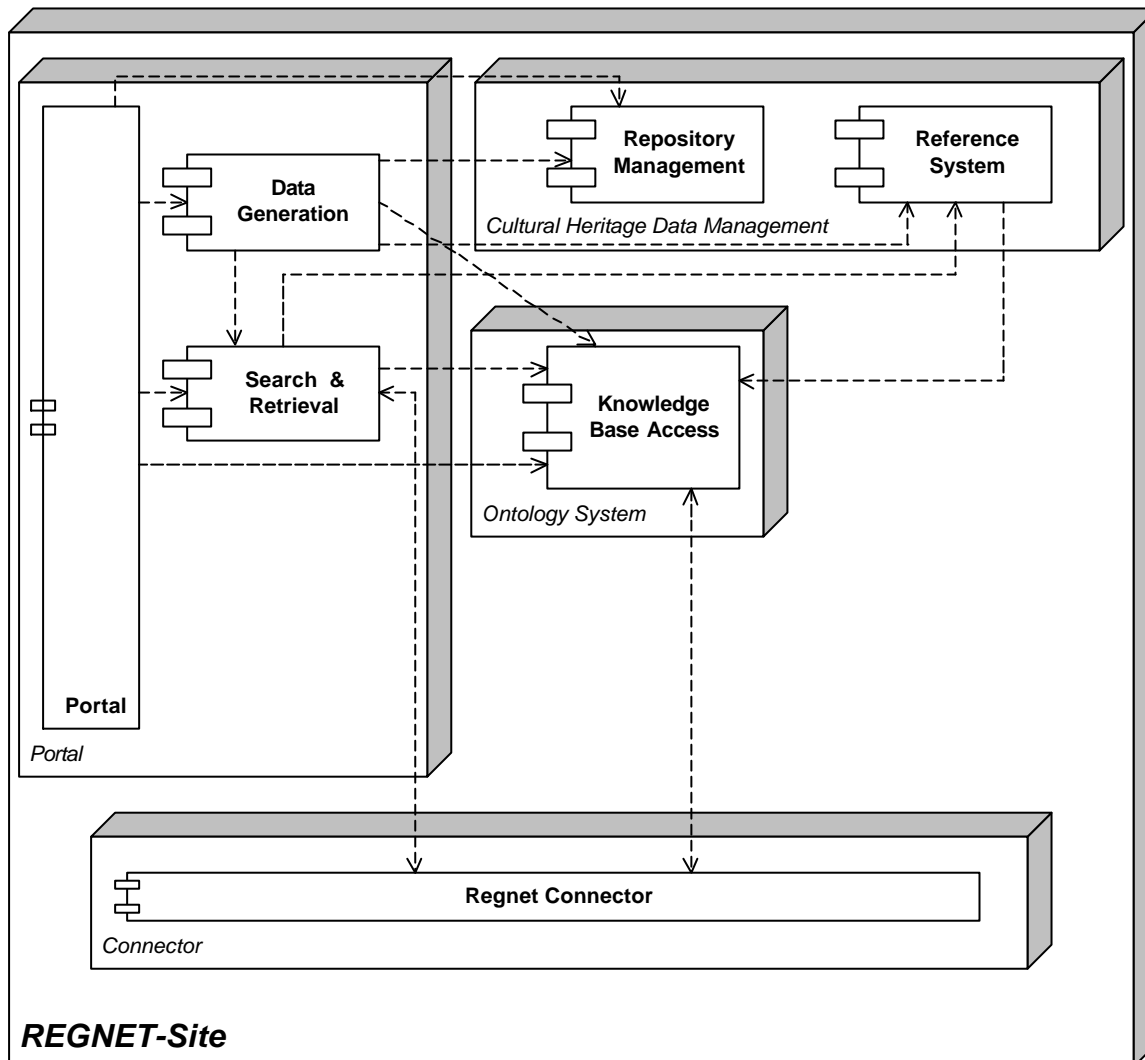 Repository
Management
Reference
System
Data
Generation
Cultural Heritage Data Management
Search & 
Retrieval
Knowledge
Base Access
Ontology System
Portal
Portal
Regnet Connector
Connector
REGNET-Site